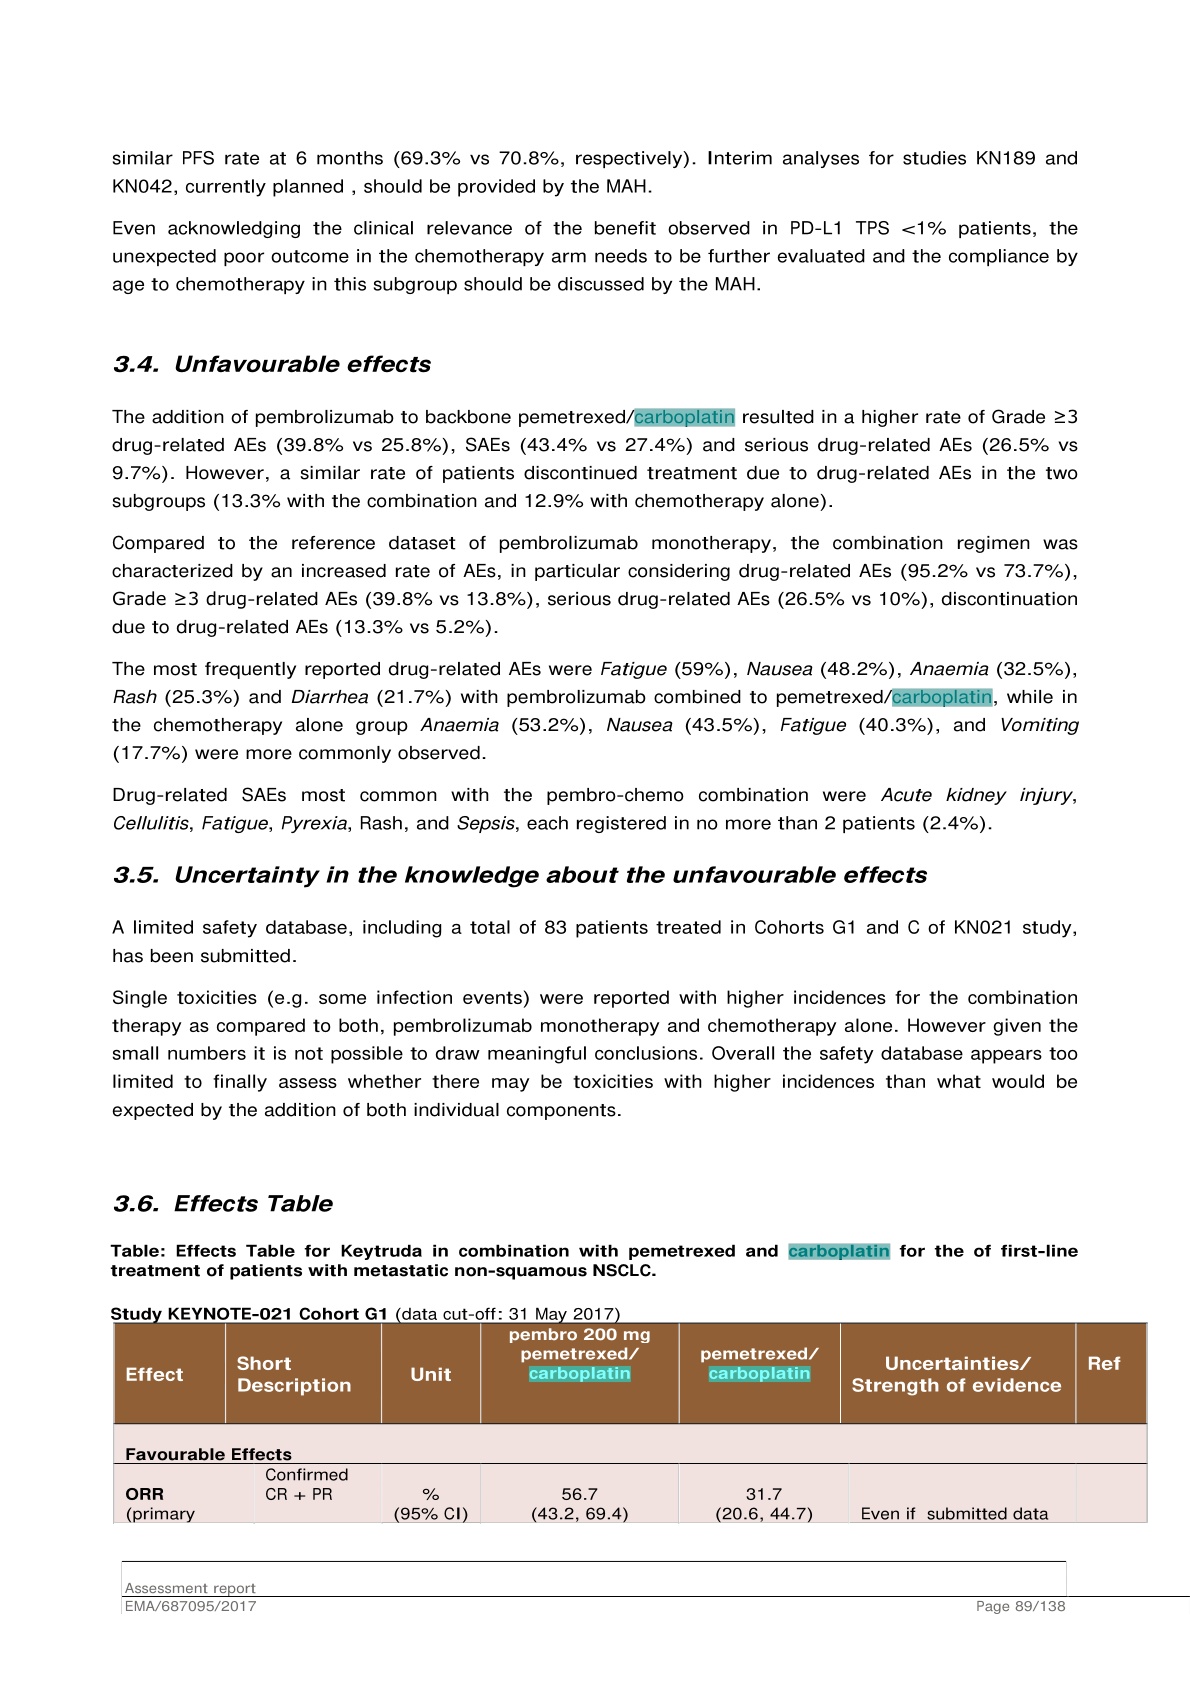 similar PFS rate at 6 months (69.3% vs 70.8%, respectively). Interim analyses for studies KN189 and
KN042, currently planned , should be provided by the MAH.
Even acknowledging the clinical relevance of the benefit observed in PD-L1 TPS <1% patients, the
unexpected poor outcome in the chemotherapy arm needs to be further evaluated and the compliance by
age to chemotherapy in this subgroup should be discussed by the MAH.
3.4. Unfavourable effects
The addition of pembrolizumab to backbone pemetrexed/carboplatin resulted in a higher rate of Grade ≥3
drug-related AEs (39.8% vs 25.8%), SAEs (43.4% vs 27.4%) and serious drug-related AEs (26.5% vs
9.7%). However, a similar rate of patients discontinued treatment due to drug-related AEs in the two
subgroups (13.3% with the combination and 12.9% with chemotherapy alone).
Compared to the reference dataset of pembrolizumab monotherapy, the combination regimen was
characterized by an increased rate of AEs, in particular considering drug-related AEs (95.2% vs 73.7%),
Grade ≥3 drug-related AEs (39.8% vs 13.8%), serious drug-related AEs (26.5% vs 10%), discontinuation
due to drug-related AEs (13.3% vs 5.2%).
The most frequently reported drug-related AEs were Fatigue (59%), Nausea (48.2%), Anaemia (32.5%),
Rash (25.3%) and Diarrhea (21.7%) with pembrolizumab combined to pemetrexed/carboplatin, while in
the chemotherapy alone group Anaemia (53.2%), Nausea (43.5%), Fatigue (40.3%), and Vomiting
(17.7%) were more commonly observed.
Drug-related SAEs most common with the pembro-chemo combination were Acute kidney injury,
Cellulitis, Fatigue, Pyrexia, Rash, and Sepsis, each registered in no more than 2 patients (2.4%).
3.5. Uncertainty in the knowledge about the unfavourable effects
A limited safety database, including a total of 83 patients treated in Cohorts G1 and C of KN021 study,
has been submitted.
Single toxicities (e.g. some infection events) were reported with higher incidences for the combination
therapy as compared to both, pembrolizumab monotherapy and chemotherapy alone. However given the
small numbers it is not possible to draw meaningful conclusions. Overall the safety database appears too
limited to finally assess whether there may be toxicities with higher incidences than what would be
expected by the addition of both individual components.
3.6. Effects Table
Table: Effects Table for Keytruda in combination with pemetrexed and carboplatin for the of first-line
treatment of patients with metastatic non-squamous NSCLC.
Study KEYNOTE-021 Cohort G1 (data cut-off: 31 May 2017)
Effect
Short
Description
Unit
pembro 200 mg
pemetrexed/
carboplatin
pemetrexed/
carboplatin
Uncertainties/
Strength of evidence
Ref
Favourable Effects
ORR
(primary
Confirmed
CR + PR
%
(95% CI)
56.7
(43.2, 69.4)
31.7
(20.6, 44.7)
Even if submitted data
Assessment report
EMA/687095/2017
Page 89/138